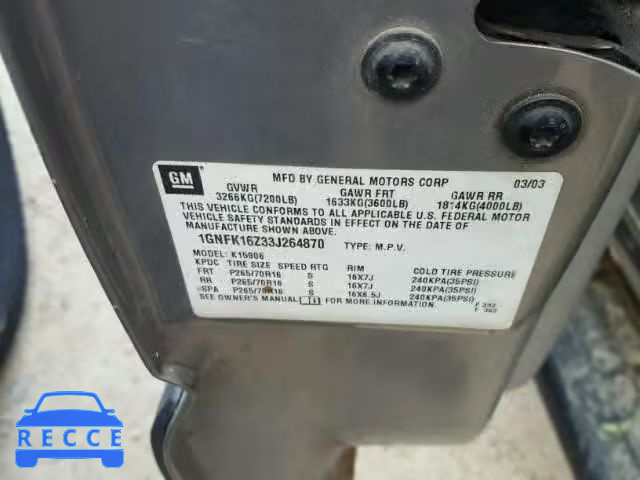 GM MFD BY GENERAL MOTORS CORP 03/03
GVWR GAWR FRT GAWR RR
3266KG(7200LB) 1633KG(3600LB) 1814KG(4000LB)
THIS VEHICLE CONFORMS TO ALL APPLICABLE U.S. FEDERAL MOTOR
VEHICLE SAFETY STANDARDS IN EFFECT ON THE DATE OF
MANUFACTURE SHOWN ABOVE.
1GNFK16Z33J264870 TYPE: M.P.V.
MODEL: K15906
KPDC TIRE SIZE SPEED RTG RIM COLD TIRE PRESSURE
FRT P265/70R16 S 16X7J 240KPA(35PSI)
RR P265/70R16 S 16X7J 240KPA(35PSI)
SPA P265/70R16 S 16X6.5J 240KPA(35PSI)
SEE OWNER'S MANUAL FOR MORE INFORMATION.
RECCE